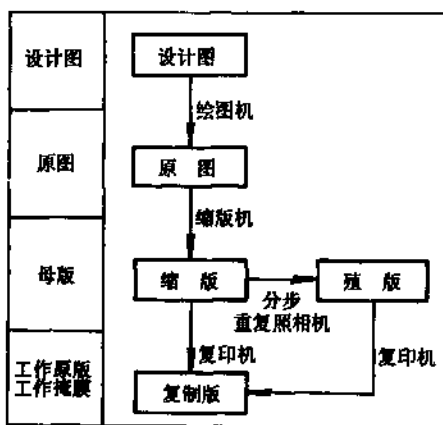 设计图
设计图
绘图机
原图
原 图
缩版机
母版
缩 版
殖 版
分步
重复照相机
复印机
复印机
工作原版
工作掩膜
复制版